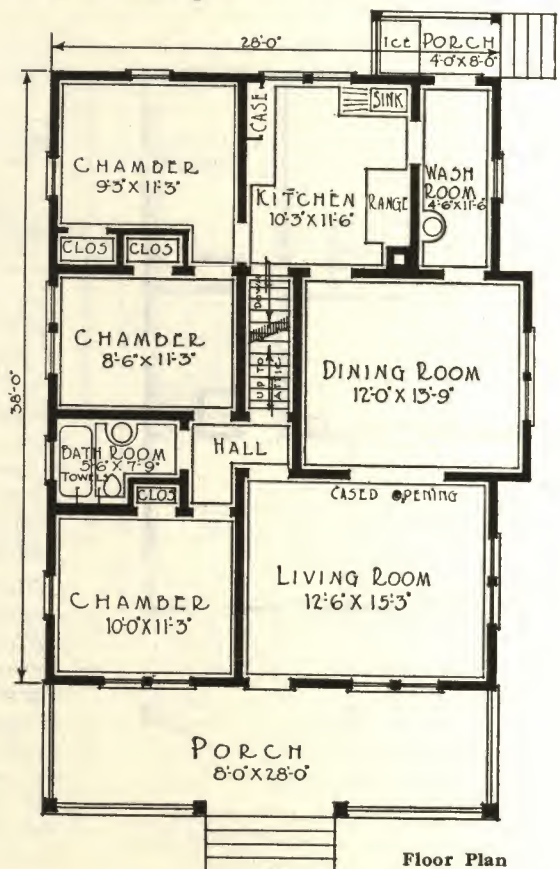 28'-0"
ICE PORCH
4'-0"X8'-0"
CHAMBER
9'-3"X11'-3"
CASE
SINK
KITCHEN
10'-3"X11'-6"
RANGE
WASH
ROOM
4'-6"X11'-6"
CLOS
CLOS
CHAMBER
8'-6"X11'-3"
DOWN
UP TO
ATTIC
DINING ROOM
12'-0"X13'-9"
38'-0"
BATH ROOM
5'-6"X7'-9"
TOWELS
HALL
CLOS
CASED OPENING
CHAMBER
10'-0"X11'-3"
LIVING ROOM
12'-6"X15'-3"
PORCH
8'-0"X28'-0"
Floor Plan